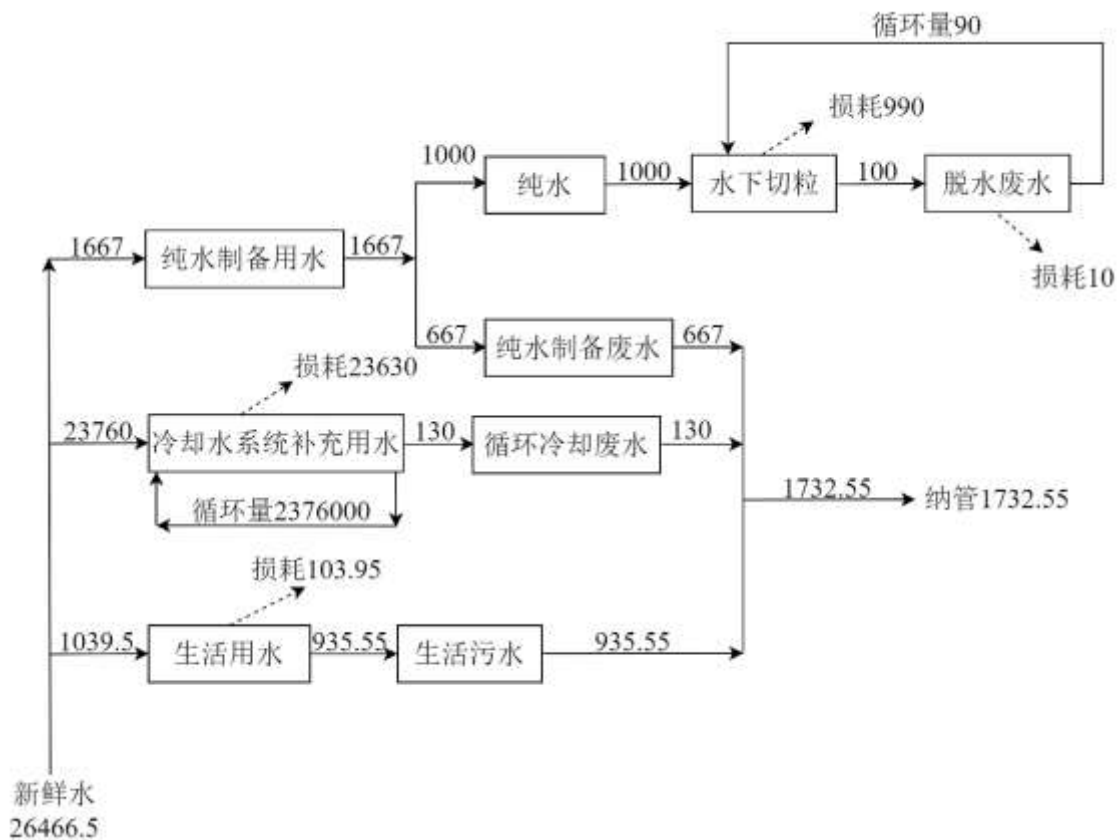 循环量90
损耗990
1000
纯水
1000
水下切粒
100
脱水废水
1667
纯水制备用水
1667
损耗10
667
纯水制备废水
667
损耗23630
23760
冷却水系统补充用水
130
循环冷却废水
130
循环量2376000
1732.55
纳管1732.55
损耗103.95
1039.5
生活用水
935.55
生活污水
935.55
新鲜水
26466.5